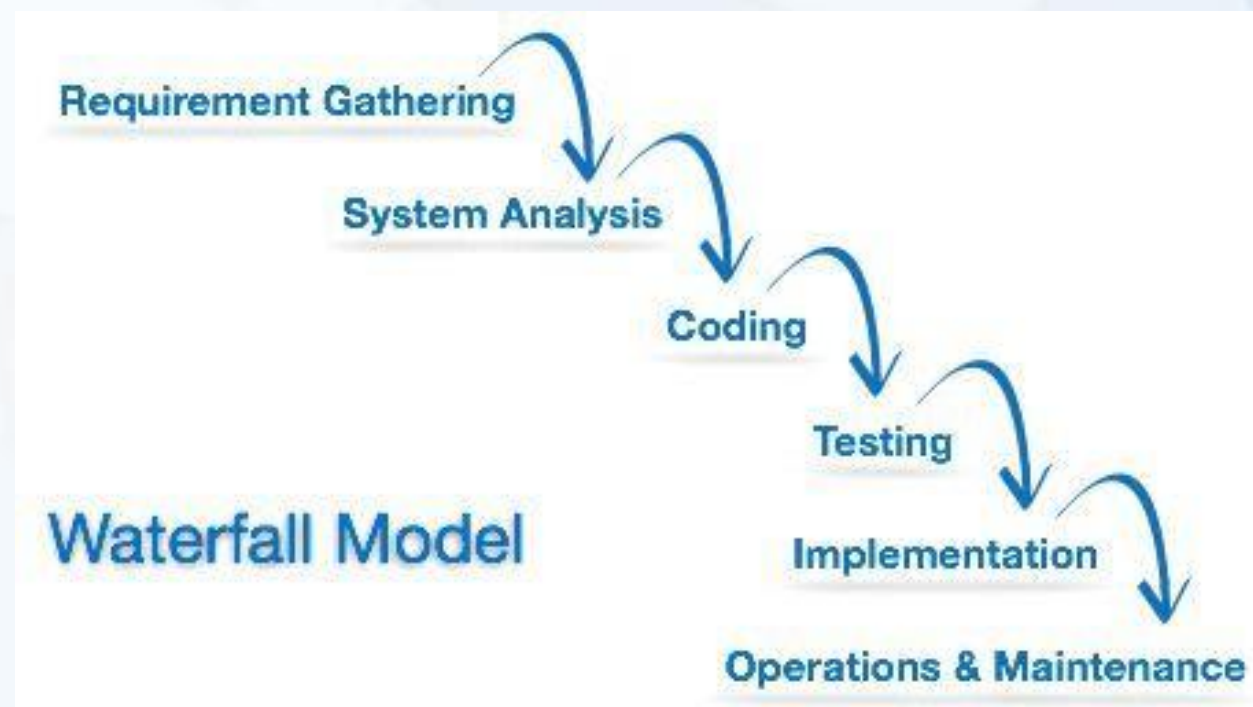 Requirement Gathering
System Analysis
Coding
Testing
Waterfall Model
Implementation
Operations & Maintenance